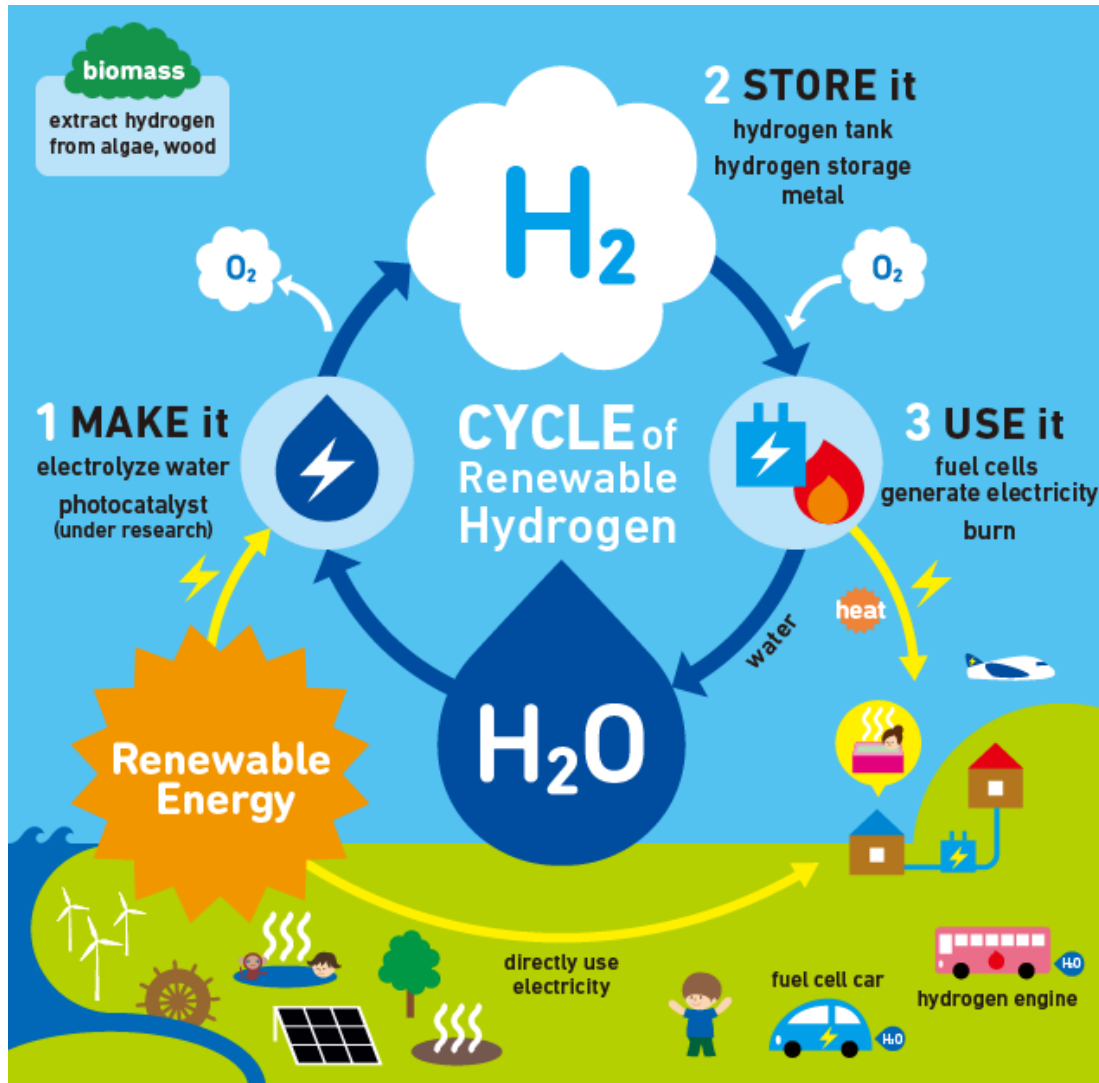 biomass
extract hydrogen
from algae, wood
2 STORE it
hydrogen tank
hydrogen storage
metal
H₂
O₂
O₂
1 MAKE it
electrolyze water
photocatalyst
(under research)
CYCLE of
Renewable
Hydrogen
3 USE it
fuel cells
generate electricity
burn
heat
water
H₂O
Renewable
Energy
directly use
electricity
fuel cell car
H₂O
H₂O
hydrogen engine